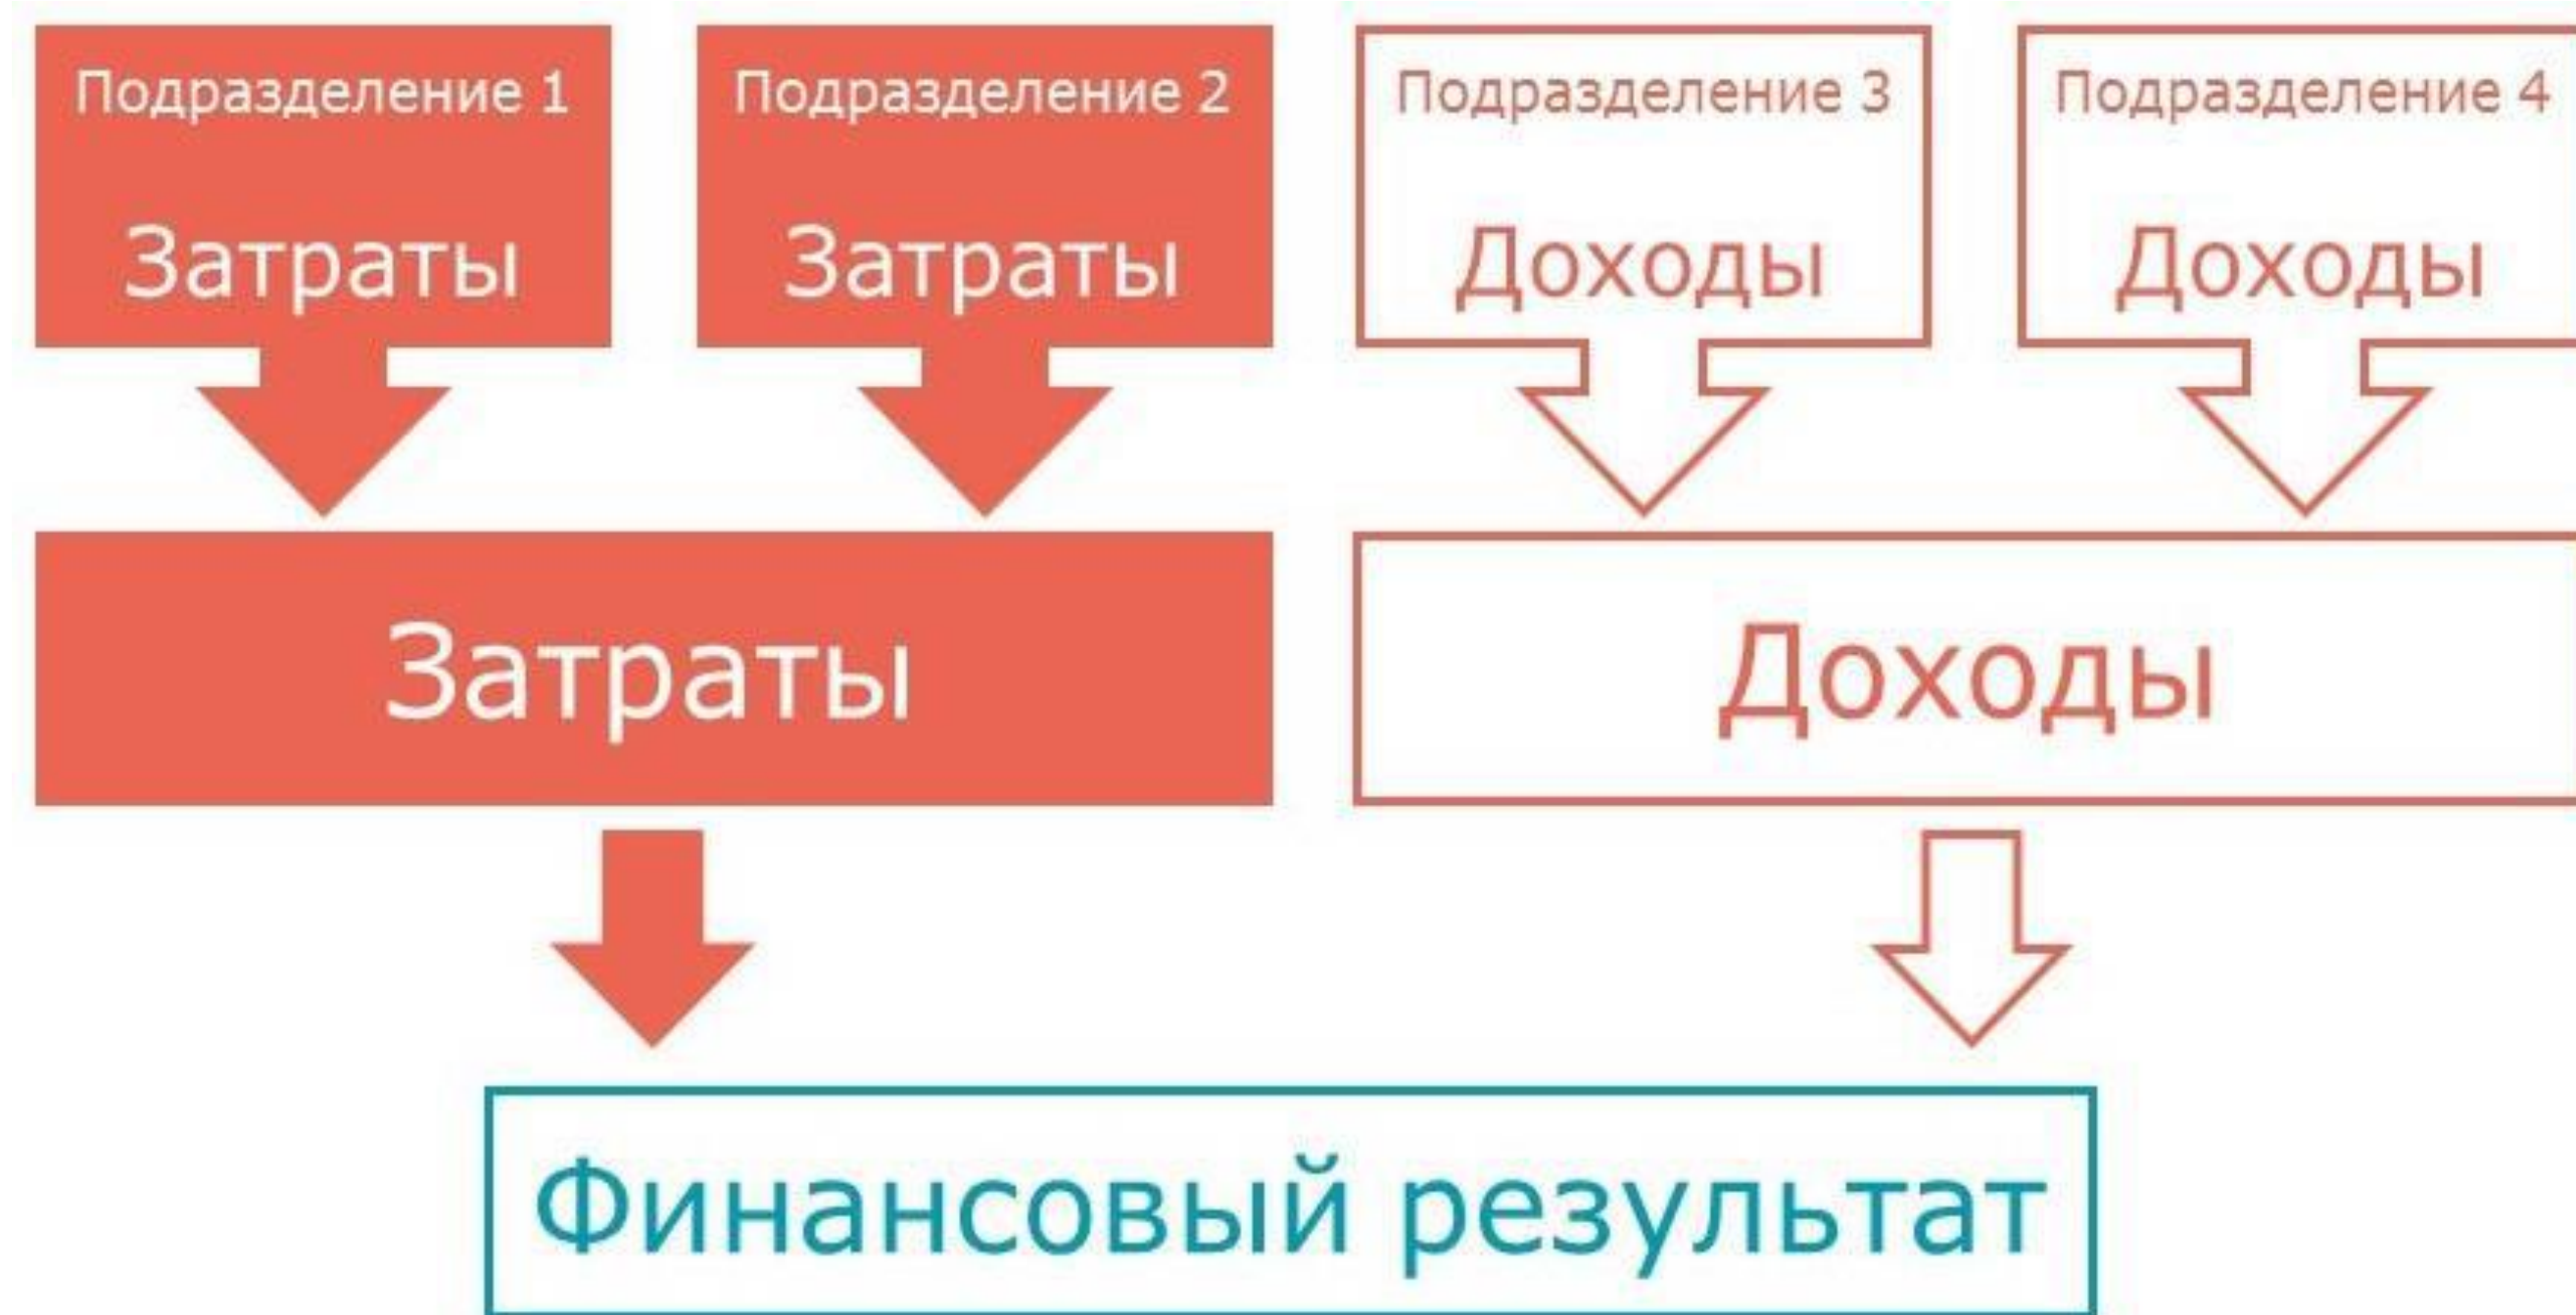 Подразделение 1
Затраты
Подразделение 2
Затраты
Подразделение 3
Доходы
Подразделение 4
Доходы
Затраты
Доходы
Финансовый результат